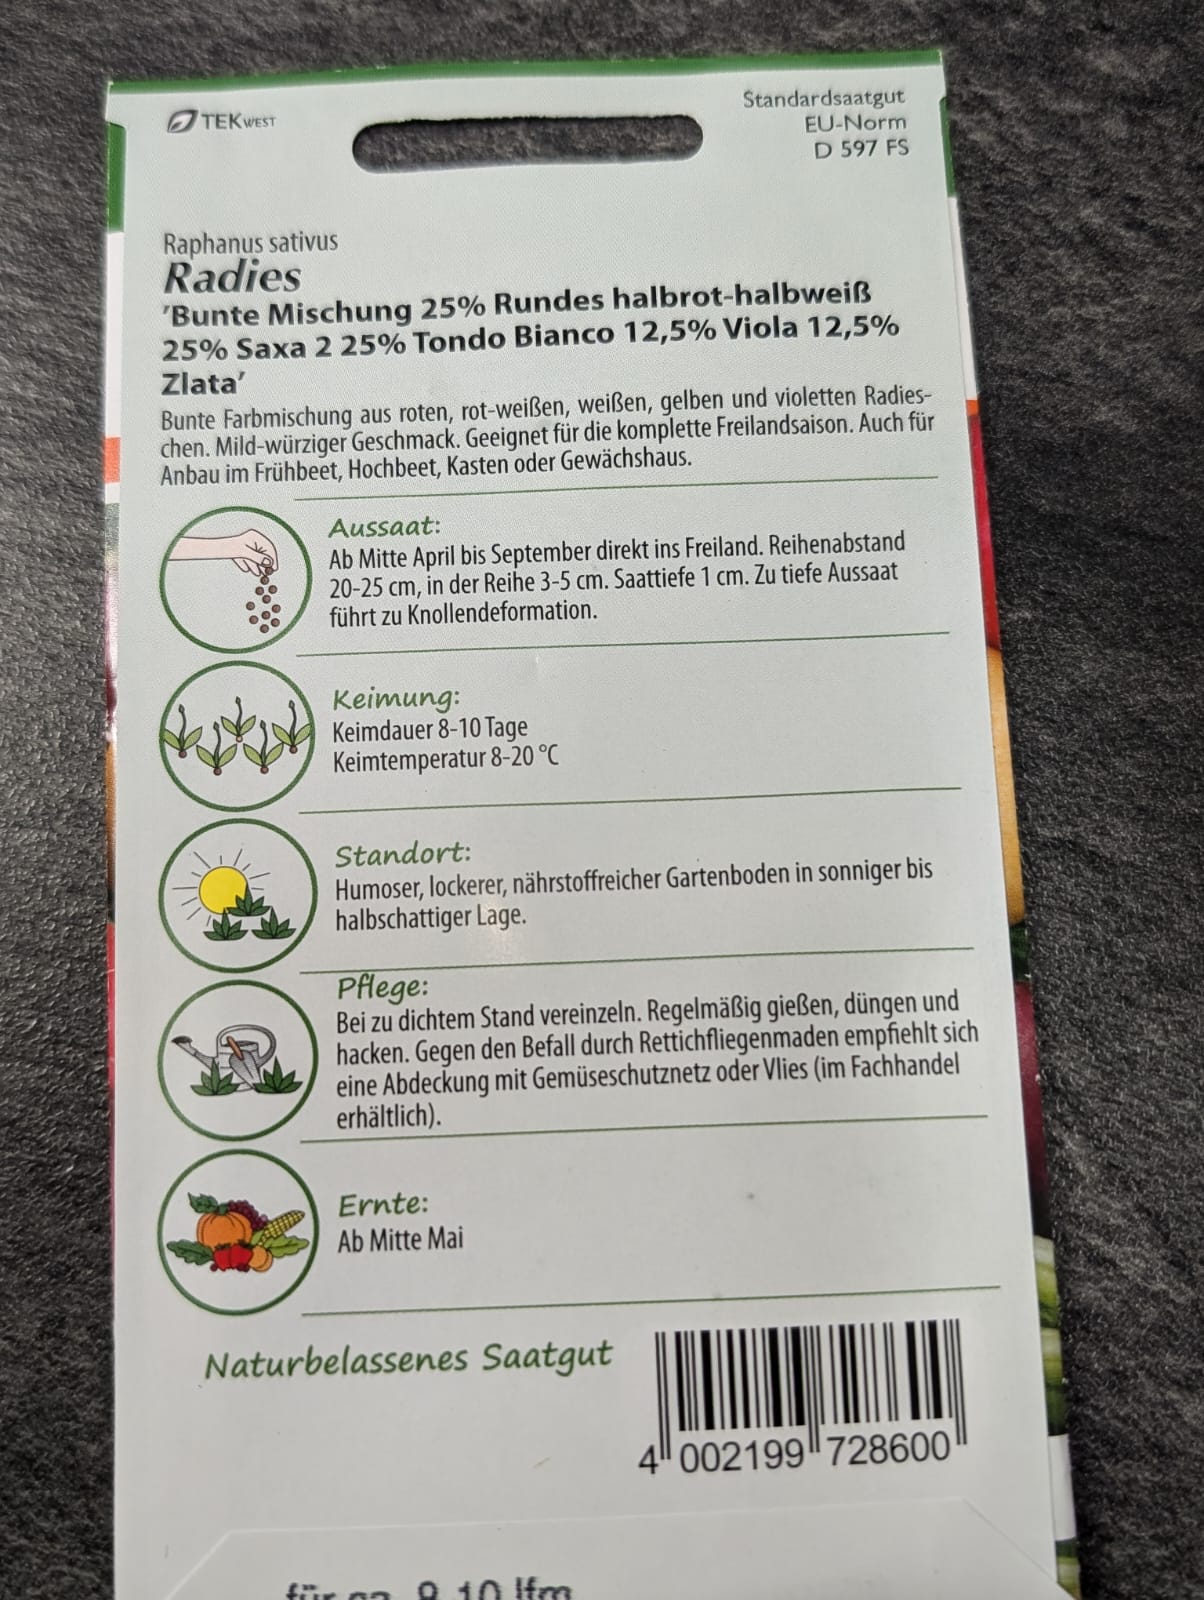 TEKWEST
Standardsaatgut
EU-Norm
D 597 FS
Raphanus sativus
Radies
'Bunte Mischung 25% Rundes halbrot-halbweiß
25% Saxa 2 25% Tondo Bianco 12,5% Viola 12,5%
Zlata'
Bunte Farbmischung aus roten, rot-weißen, weißen, gelben und violetten Radies-
chen. Mild-würziger Geschmack. Geeignet für die komplette Freilandsaison. Auch für
Anbau im Frühbeet, Hochbeet, Kasten oder Gewächshaus.
Aussaat:
Ab Mitte April bis September direkt ins Freiland. Reihenabstand
20-25 cm, in der Reihe 3-5 cm. Saattiefe 1 cm. Zu tiefe Aussaat
führt zu Knollendeformation.
Keimung:
Keimdauer 8-10 Tage
Keimtemperatur 8-20 °C
Standort:
Humoser, lockerer, nährstoffreicher Gartenboden in sonniger bis
halbschattiger Lage.
Pflege:
Bei zu dichtem Stand vereinzeln. Regelmäßig gießen, düngen und
hacken. Gegen den Befall durch Rettichfliegenmaden empfiehlt sich
eine Abdeckung mit Gemüseschutznetz oder Vlies (im Fachhandel
erhältlich).
Ernte:
Ab Mitte Mai
Naturbelassenes Saatgut
4 002199 728600
für ca. 9-10 lfm